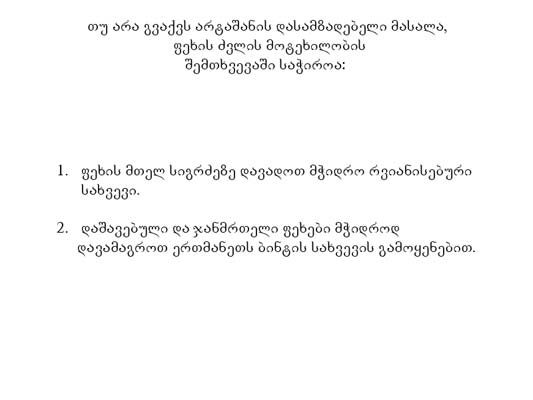 თუ არა გვაქვს არგაშანის დასამზადებელი მასალა,
ფეხის ძვლის მოტეხილობის
შემთხვევაში საჭიროა:
1. ფეხის მთელ სიგრძეზე დავადოთ მჭიდრო რვიანისებური
სახვევი.
2. დაშავებული და ჯანმრთელი ფეხები მჭიდროდ
დავამაგროთ ერთმანეთს ბინტის სახვევის გამოყენებით.